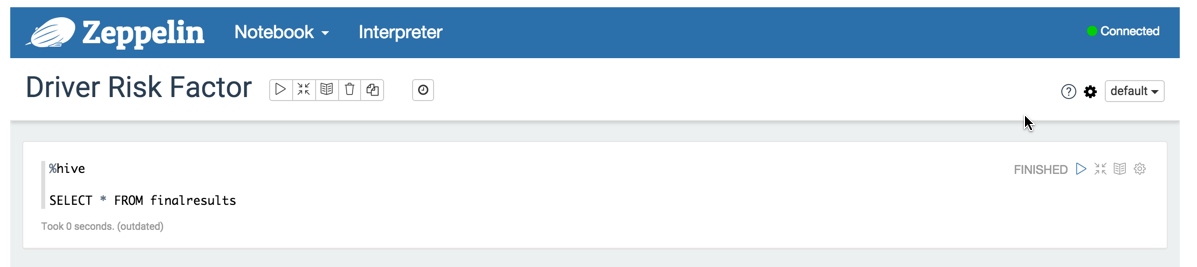 Zeppelin Notebook Interpreter Connected
Driver Risk Factor default
%hive FINISHED
SELECT * FROM finalresults
Took 0 seconds. (outdated)